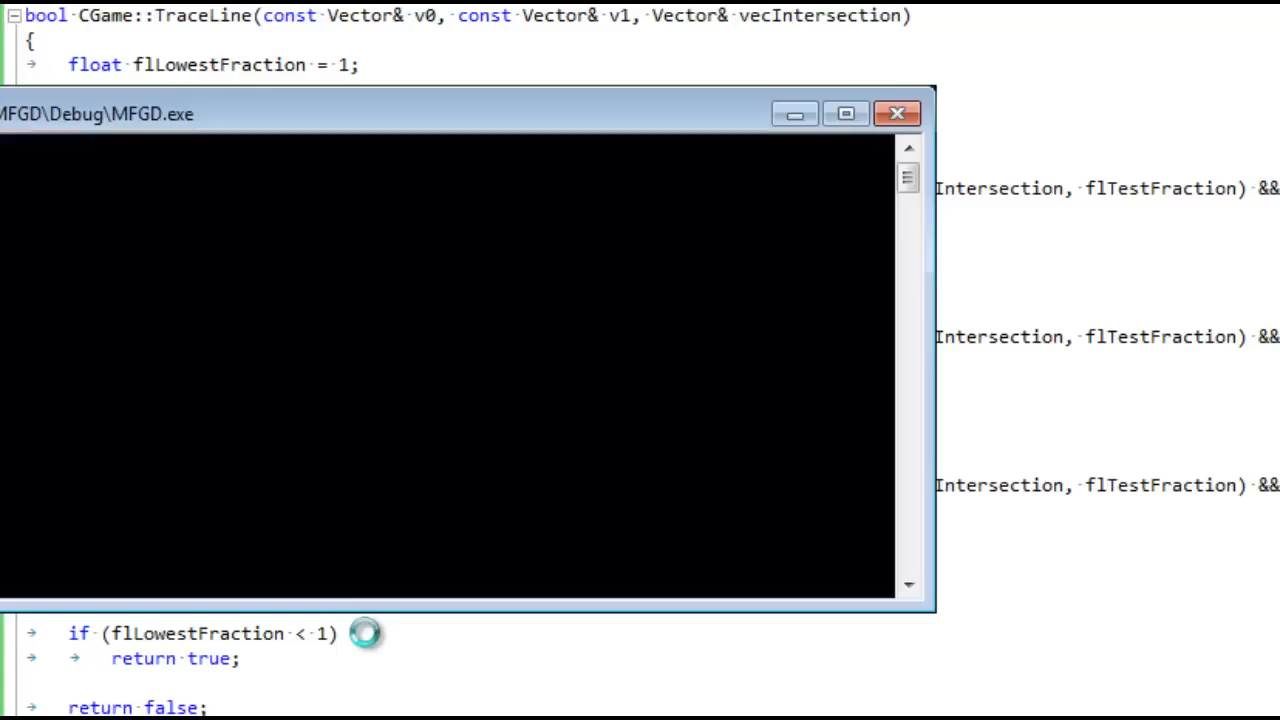 bool CGame::TraceLine(const Vector& v0, const Vector& v1, Vector& vecIntersection)
{
float flLowestFraction = 1;
MFGD\Debug\MFGD.exe
Intersection, flTestFraction) &&
Intersection, flTestFraction) &&
Intersection, flTestFraction) &&
if (flLowestFraction < 1)
return true;
return false;